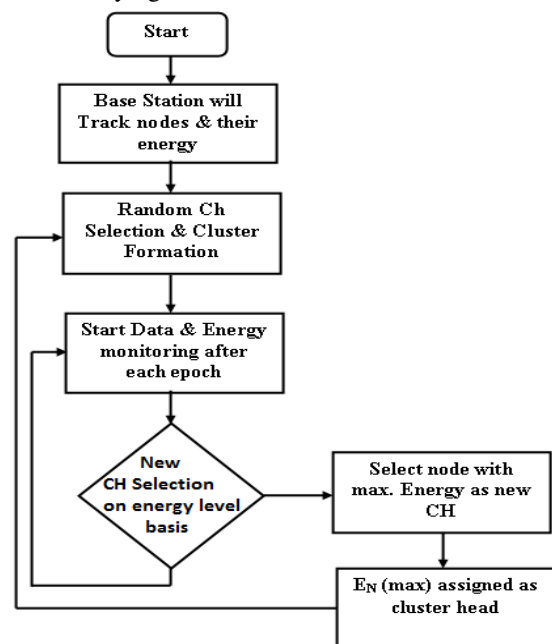 Start
Base Station will
Track nodes & their
energy
Random Ch
Selection & Cluster
Formation
Start Data & Energy
monitoring after
each epoch
New
CH Selection
on energy level
basis
Select node with
max. Energy as new
CH
EN (max) assigned as
cluster head